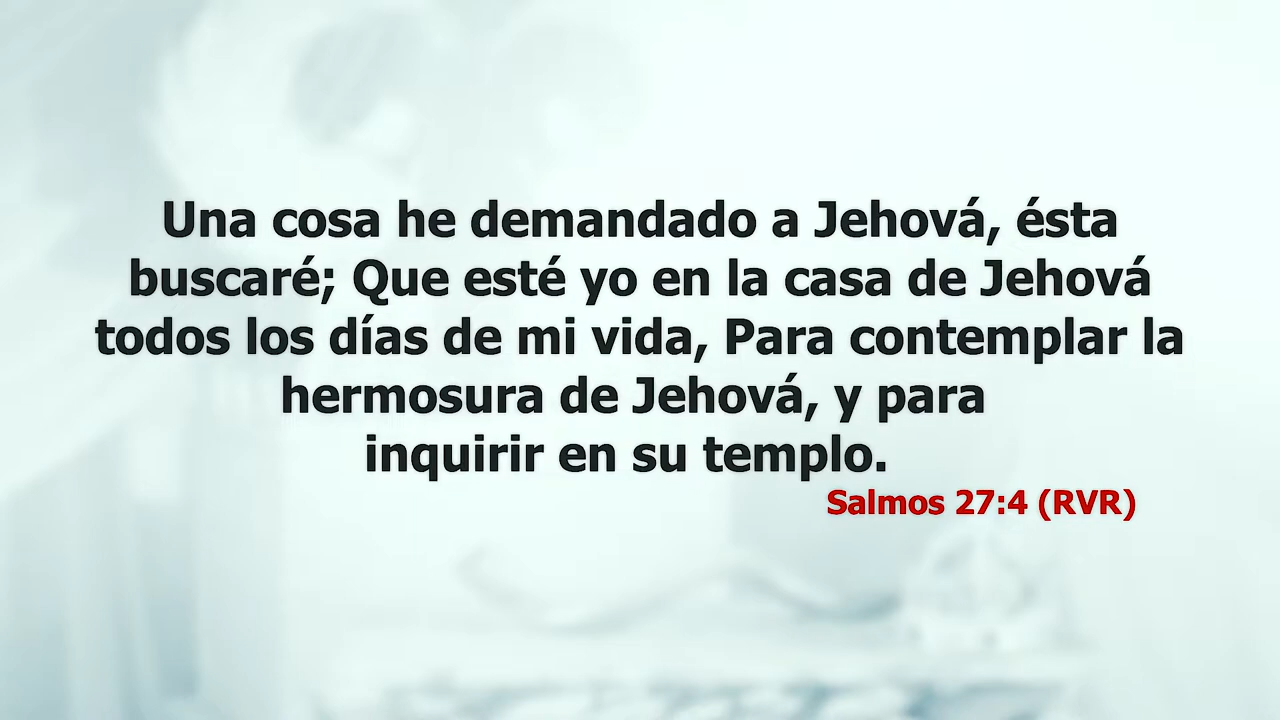 Una cosa he demandado a Jehová, ésta
buscaré; Que esté yo en la casa de Jehová
todos los días de mi vida, Para contemplar la
hermosura de Jehová, y para
inquirir en su templo.
Salmos 27:4 (RVR)